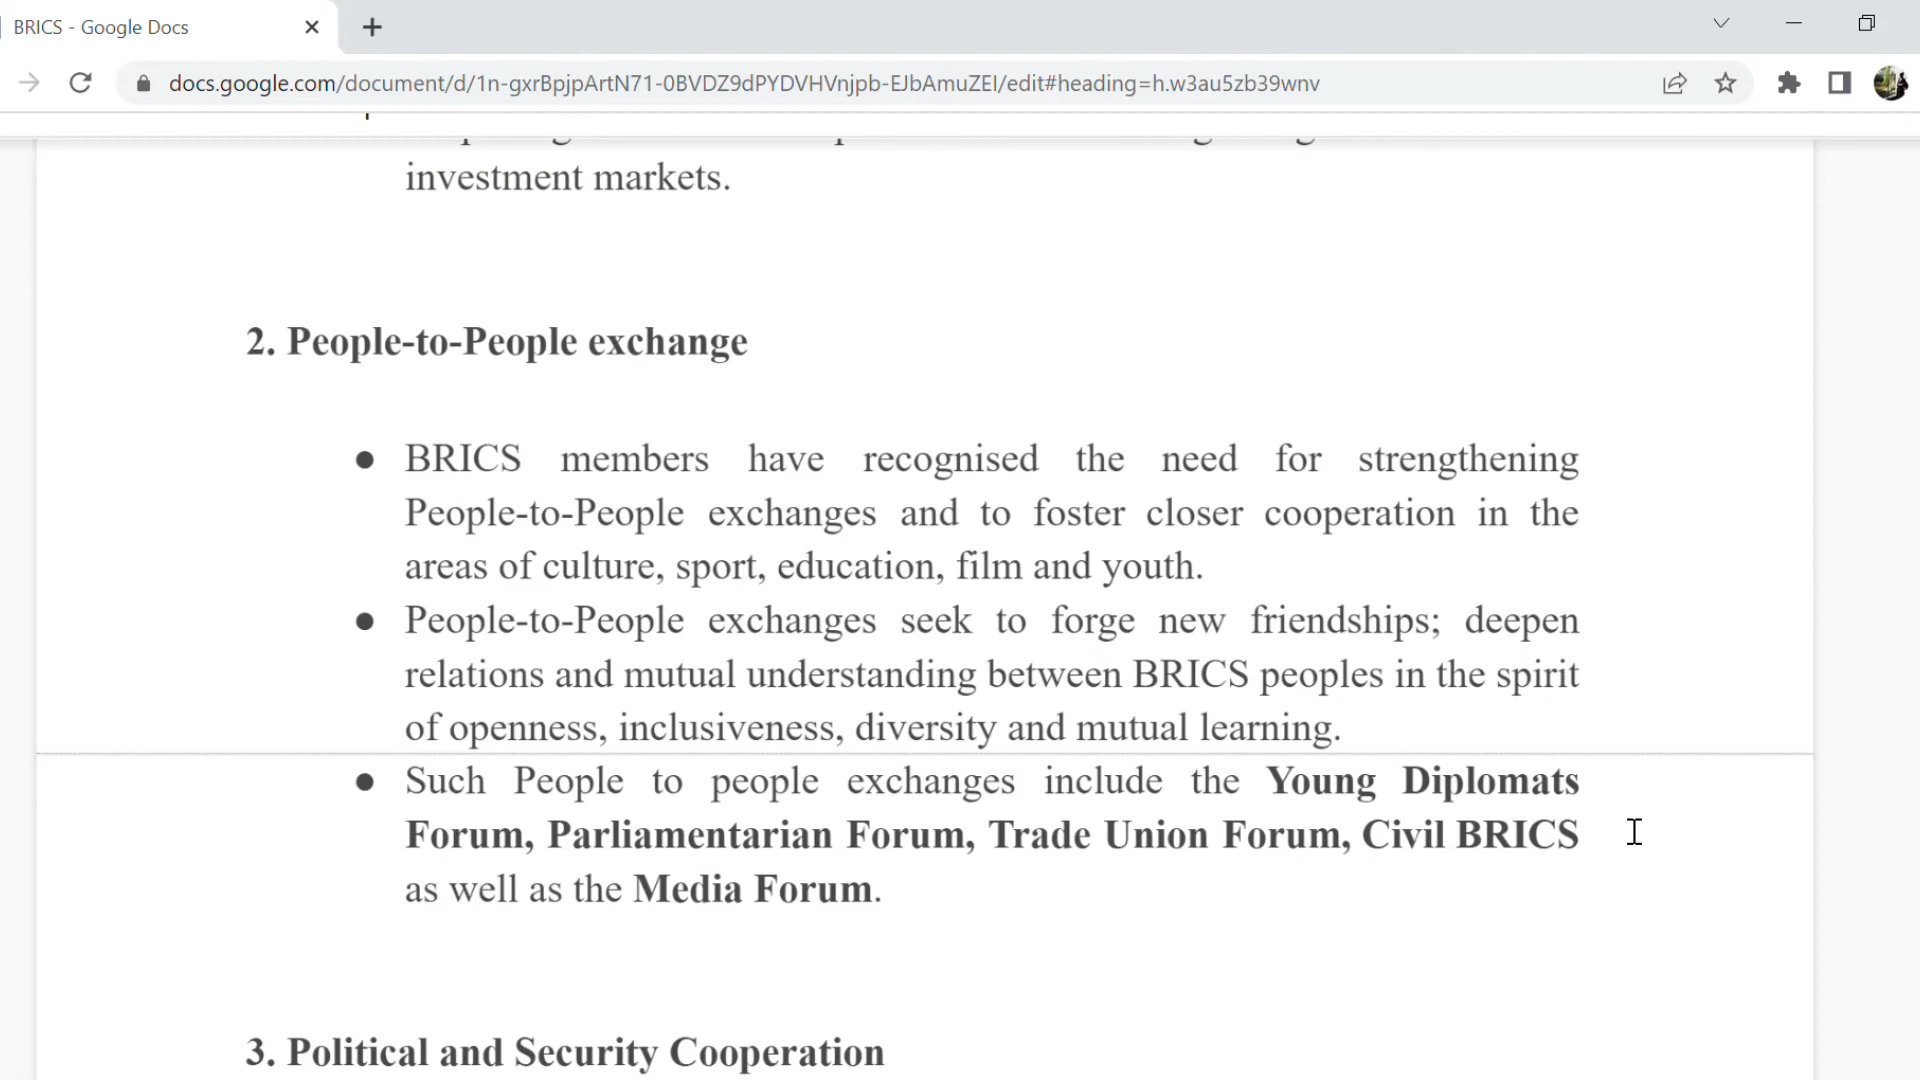 BRICS - Google Docs
docs.google.com/document/d/1n-gxrBpjpArtN71-0BVDZ9dPYDVHVnjpb-EJbAmuZEI/edit#heading=h.w3au5zb39wnv
investment markets.
2. People-to-People exchange
● BRICS members have recognised the need for strengthening
People-to-People exchanges and to foster closer cooperation in the
areas of culture, sport, education, film and youth.
● People-to-People exchanges seek to forge new friendships; deepen
relations and mutual understanding between BRICS peoples in the spirit
of openness, inclusiveness, diversity and mutual learning.
● Such People to people exchanges include the Young Diplomats
Forum, Parliamentarian Forum, Trade Union Forum, Civil BRICS
as well as the Media Forum.
3. Political and Security Cooperation